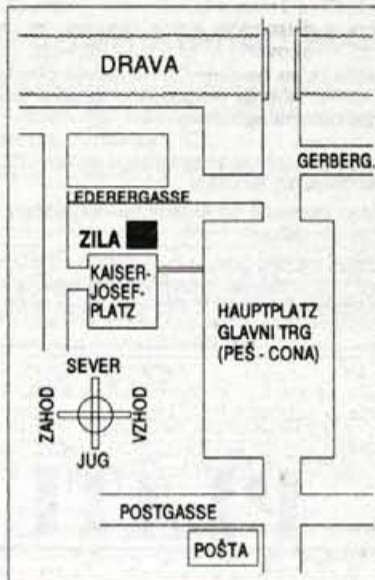 DRAVA
GERBERG.
LEDERERGASSE
ZILA
KAISER-
JOSEF-
PLATZ
HAUPTPLATZ
GLAVNI TRG
(PEŠ - CONA)
SEVER
ZAHOD
VZHOD
JUG
POSTGASSE
POŠTA